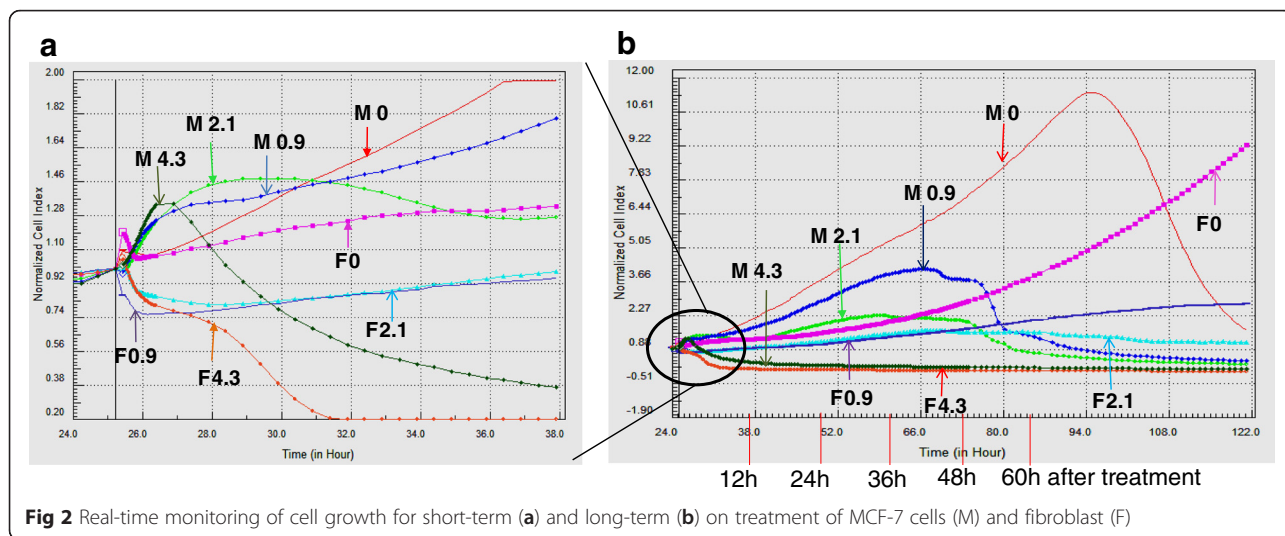 a
b
2.00
1.82
1.64
1.46
1.28
1.10
0.92
0.74
0.56
0.38
0.20
Normalized Cell Index
24.0 26.0 28.0 30.0 32.0 34.0 36.0 38.0
Time (in Hour)
M 0
M 2.1
M 0.9
M 4.3
F0
F2.1
F0.9
F4.3
12.00
10.61
9.22
7.83
6.44
5.05
3.66
2.27
0.88
-0.51
-1.90
Normalized Cell Index
24.0 38.0 52.0 66.0 80.0 94.0 108.0 122.0
Time (in Hour)
M 0
M 0.9
M 2.1
M 4.3
F0
F0.9
F4.3
F2.1
12h 24h 36h 48h 60h after treatment
Fig 2 Real-time monitoring of cell growth for short-term (a) and long-term (b) on treatment of MCF-7 cells (M) and fibroblast (F)